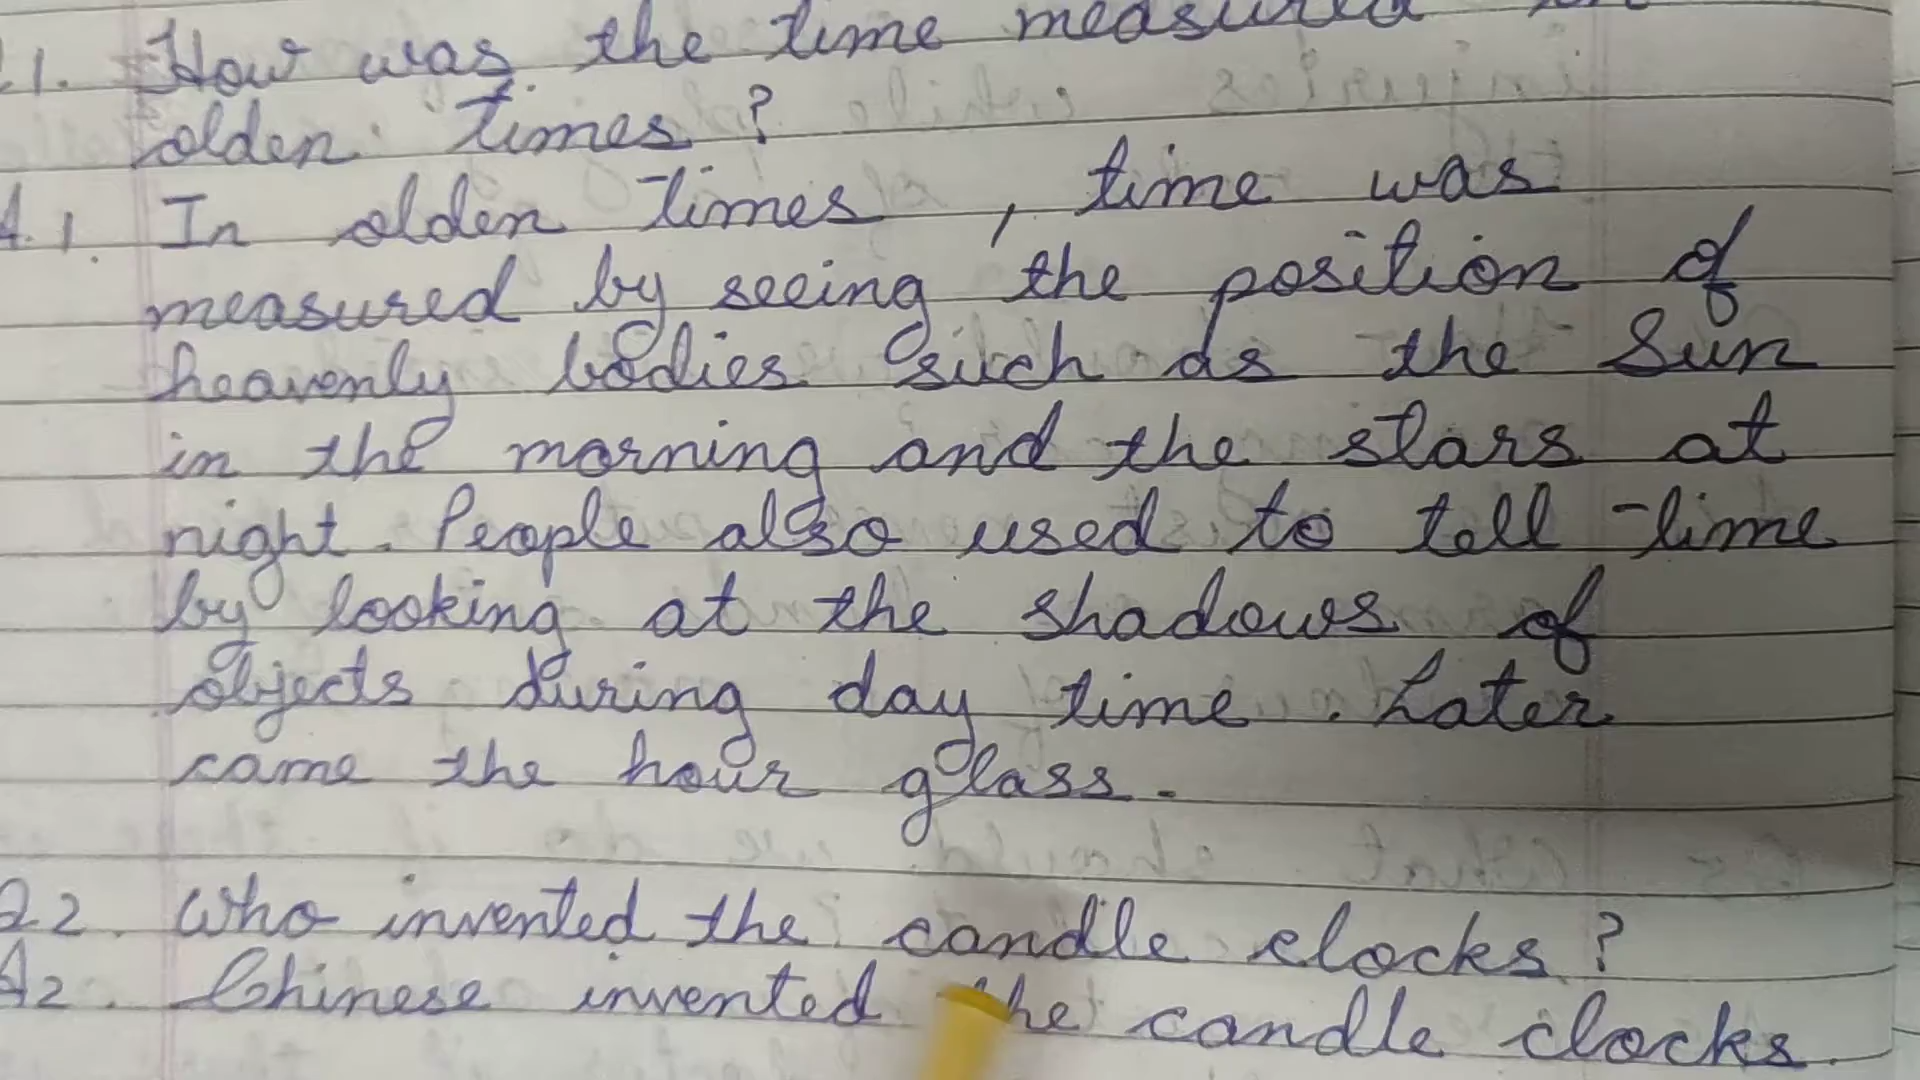 1. How was the time measured in
olden times ?
A.1. In olden times , time was
measured by seeing the position of
heavenly bodies such as the Sun
in the morning and the stars at
night. People also used to tell time
by looking at the shadows of
objects during day time. Later
came the hour glass.
Q2. Who invented the candle clocks ?
A2. Chinese invented the candle clocks.